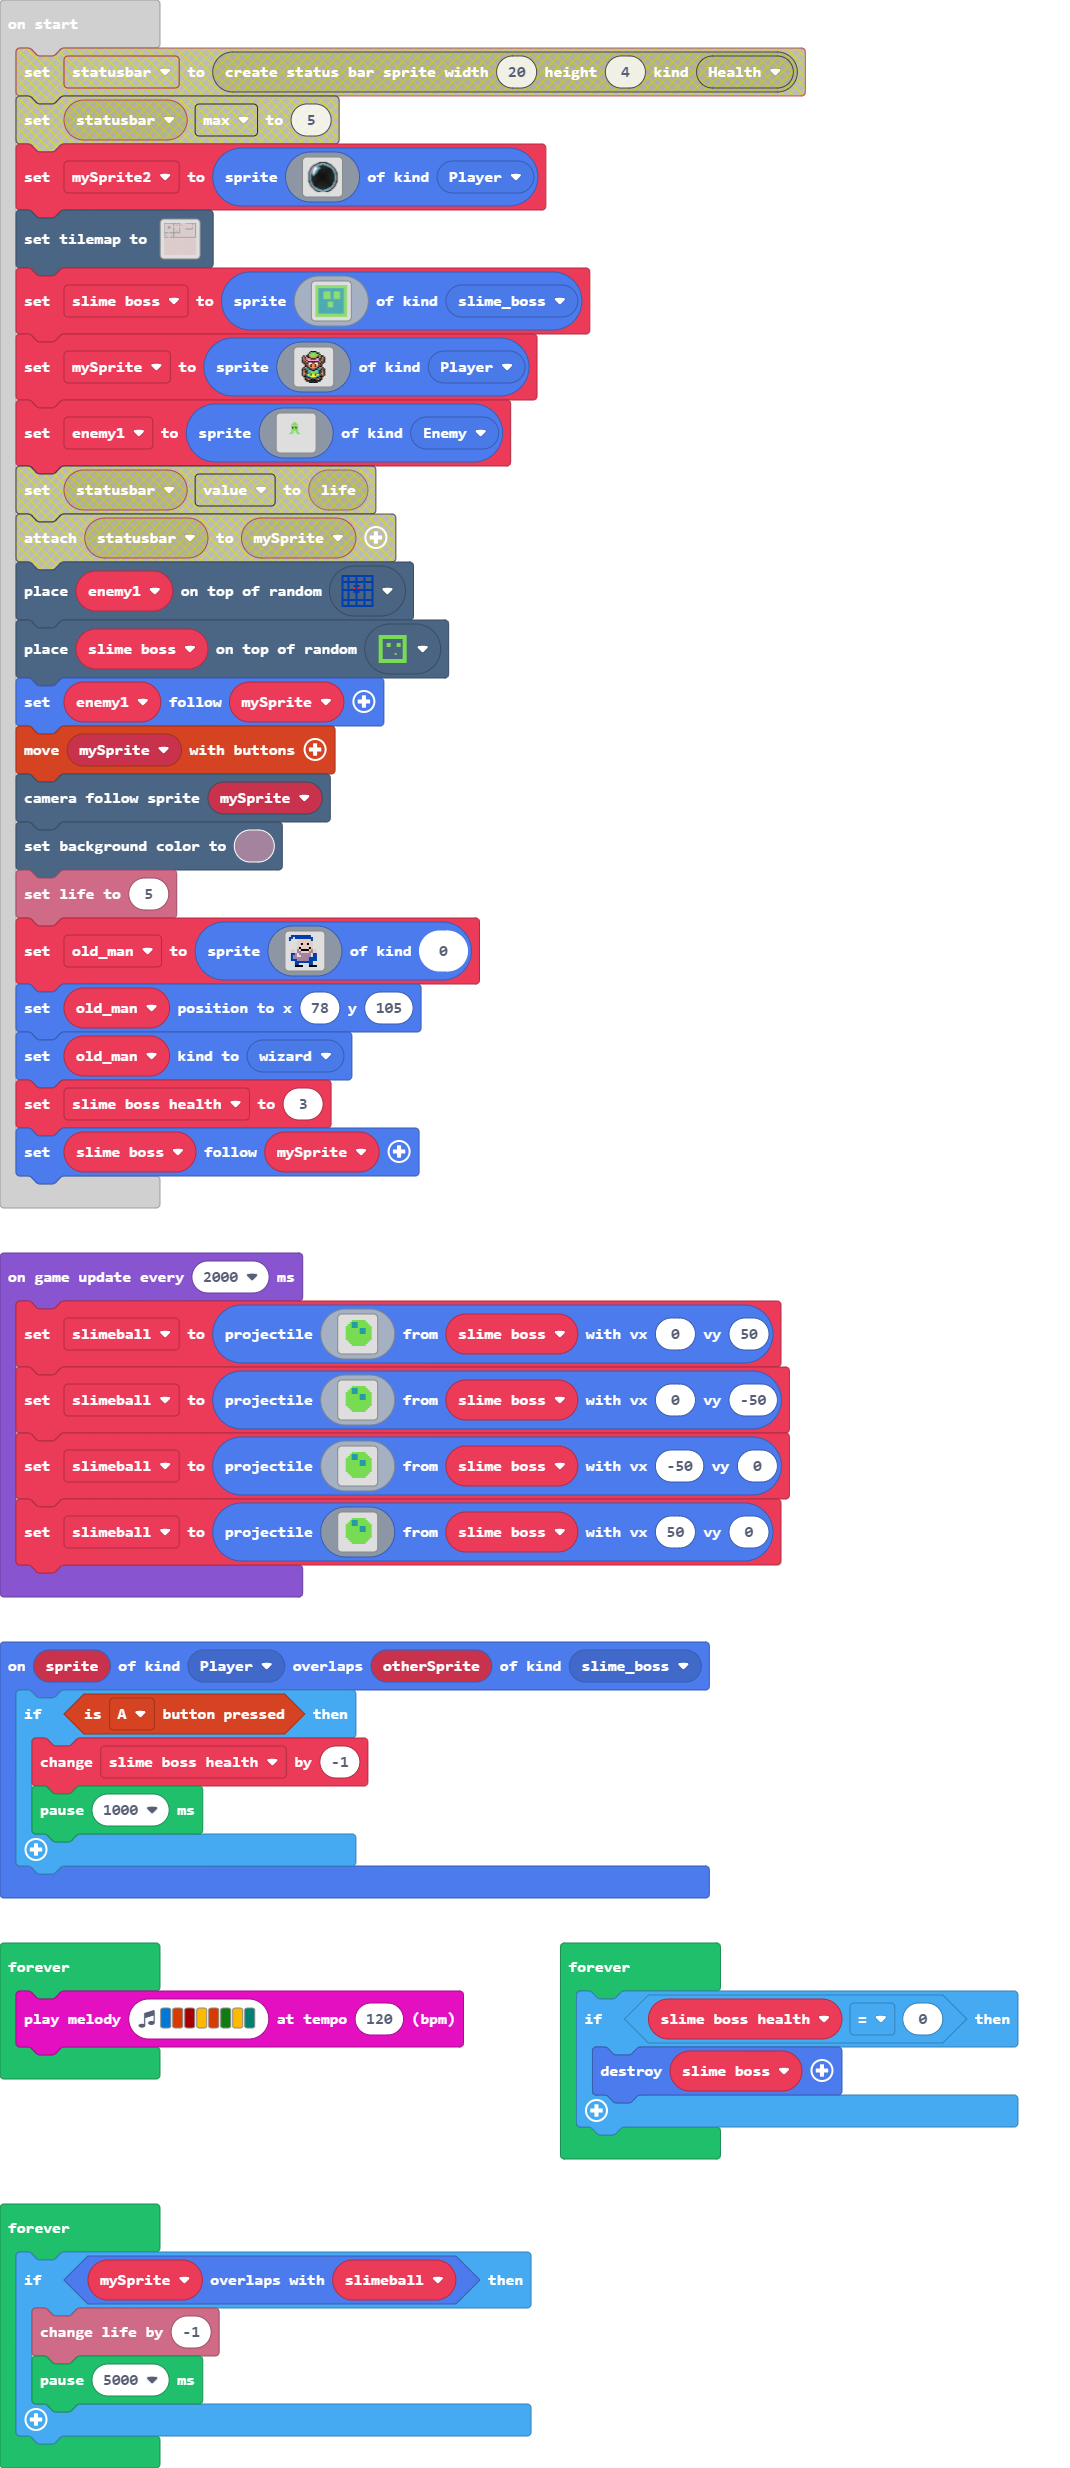 on start
set statusbar to create status bar sprite width 20 height 4 kind Health
set statusbar max to 5
set mySprite2 to sprite of kind Player
set tilemap to
set slime boss to sprite of kind slime_boss
set mySprite to sprite of kind Player
set enemy1 to sprite of kind Enemy
set statusbar value to life
attach statusbar to mySprite
place enemy1 on top of random
place slime boss on top of random
set enemy1 follow mySprite
move mySprite with buttons
camera follow sprite mySprite
set background color to
set life to 5
set old_man to sprite of kind 0
set old_man position to x 78 y 105
set old_man kind to wizard
set slime boss health to 3
set slime boss follow mySprite
on game update every 2000 ms
set slimeball to projectile from slime boss with vx 0 vy 50
set slimeball to projectile from slime boss with vx 0 vy -50
set slimeball to projectile from slime boss with vx -50 vy 0
set slimeball to projectile from slime boss with vx 50 vy 0
on sprite of kind Player overlaps otherSprite of kind slime_boss
if is A button pressed then
change slime boss health by -1
pause 1000 ms
forever
play melody at tempo 120 (bpm)
forever
if slime boss health = 0 then
destroy slime boss
forever
if mySprite overlaps with slimeball then
change life by -1
pause 5000 ms